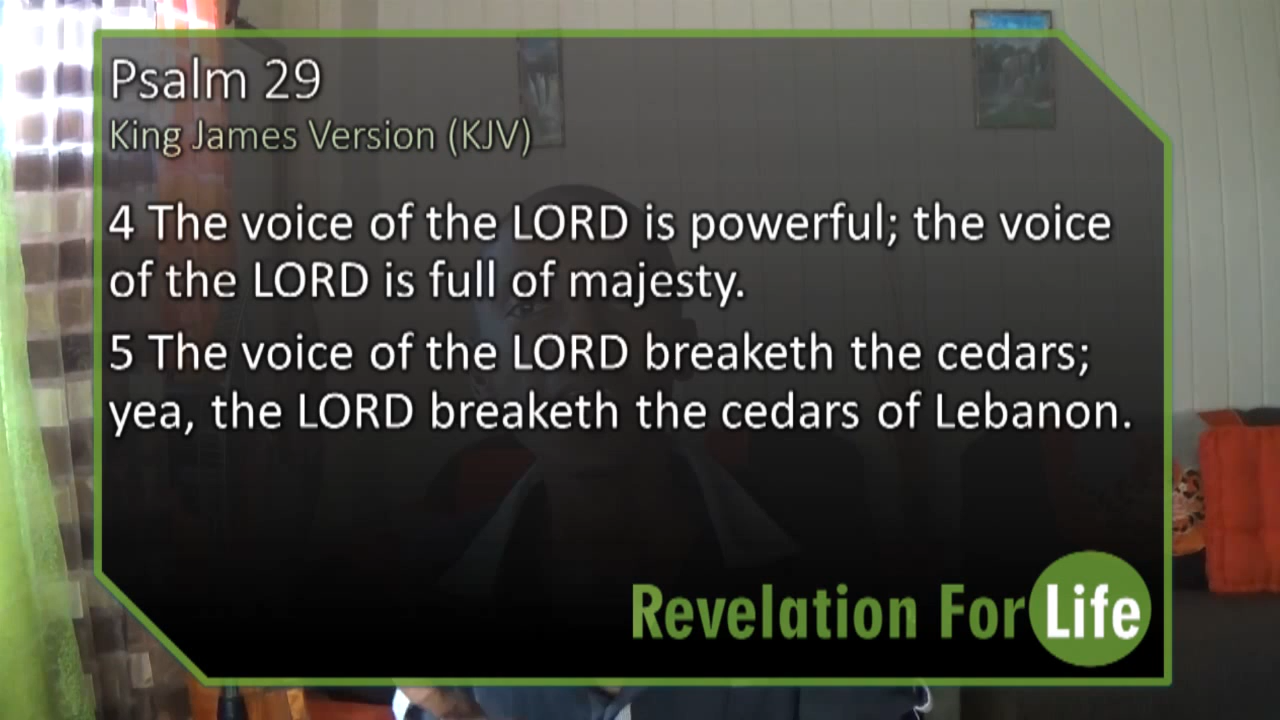 Psalm 29
King James Version (KJV)
4 The voice of the LORD is powerful; the voice
of the LORD is full of majesty.
5 The voice of the LORD breaketh the cedars;
yea, the LORD breaketh the cedars of Lebanon.
Revelation For Life